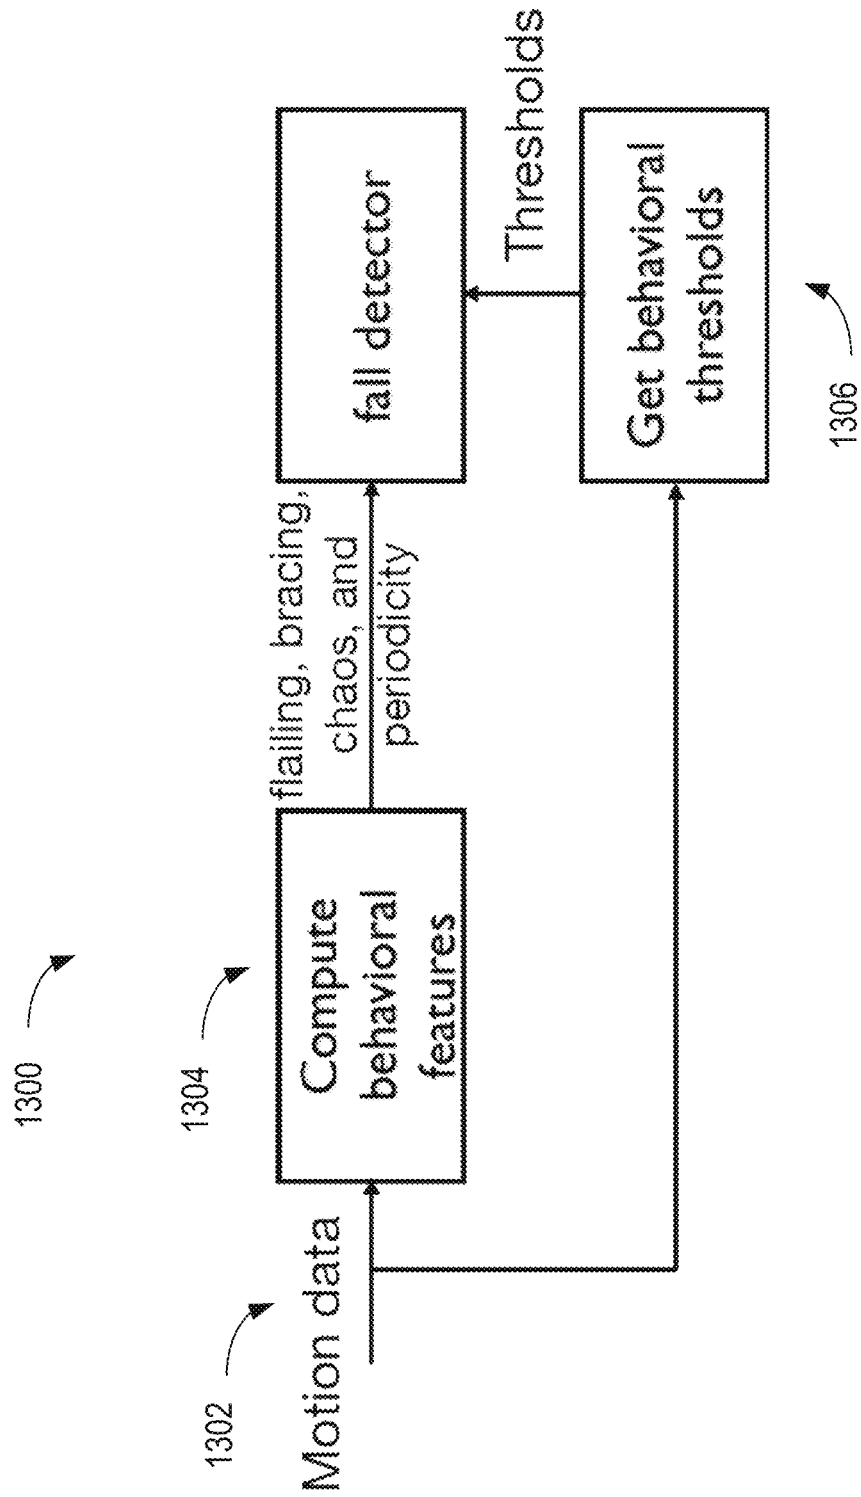 1300
1302
Motion data
1304
Compute
behavioral
features
flailing, bracing,
chaos, and
periodicity
fall detector
Thresholds
Get behavioral
thresholds
1306